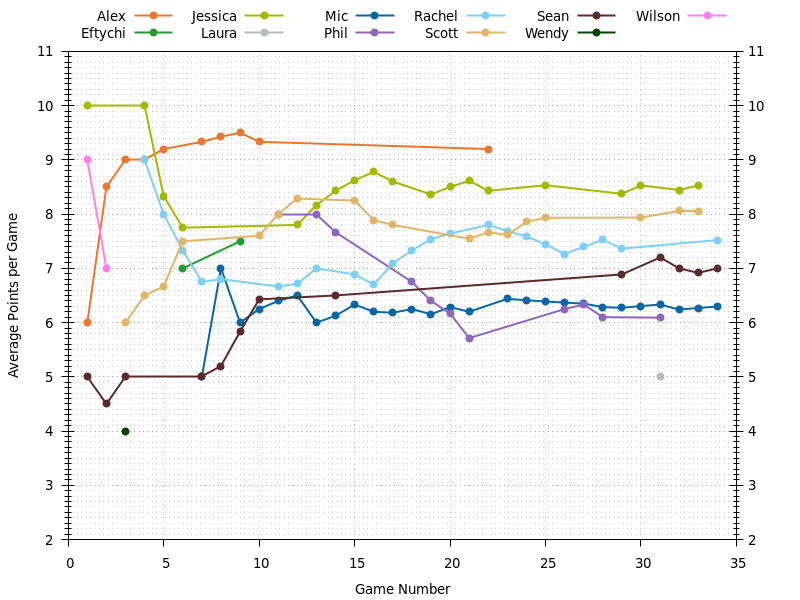 Alex Jessica Mic Rachel Sean Wilson
Eftychi Laura Phil Scott Wendy
11 11
10 10
9 9
8 8
7 7
6 6
5 5
4 4
3 3
2 2
0 5 10 15 20 25 30 35
Average Points per Game
Game Number